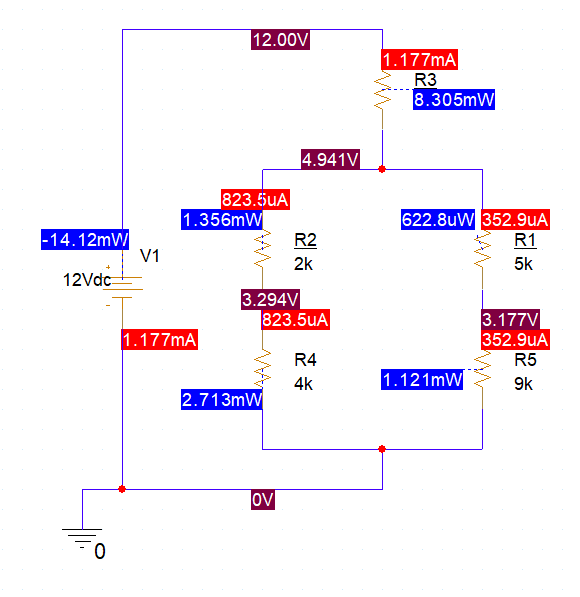 12.00V
1.177mA
R3
8.305mW
4.941V
823.5uA
1.356mW
622.8uW
352.9uA
-14.12mW
R2
R1
V1
2k
5k
12Vdc
+
-
3.294V
3.177V
823.5uA
352.9uA
1.177mA
R4
R5
1.121mW
4k
9k
2.713mW
0V
0